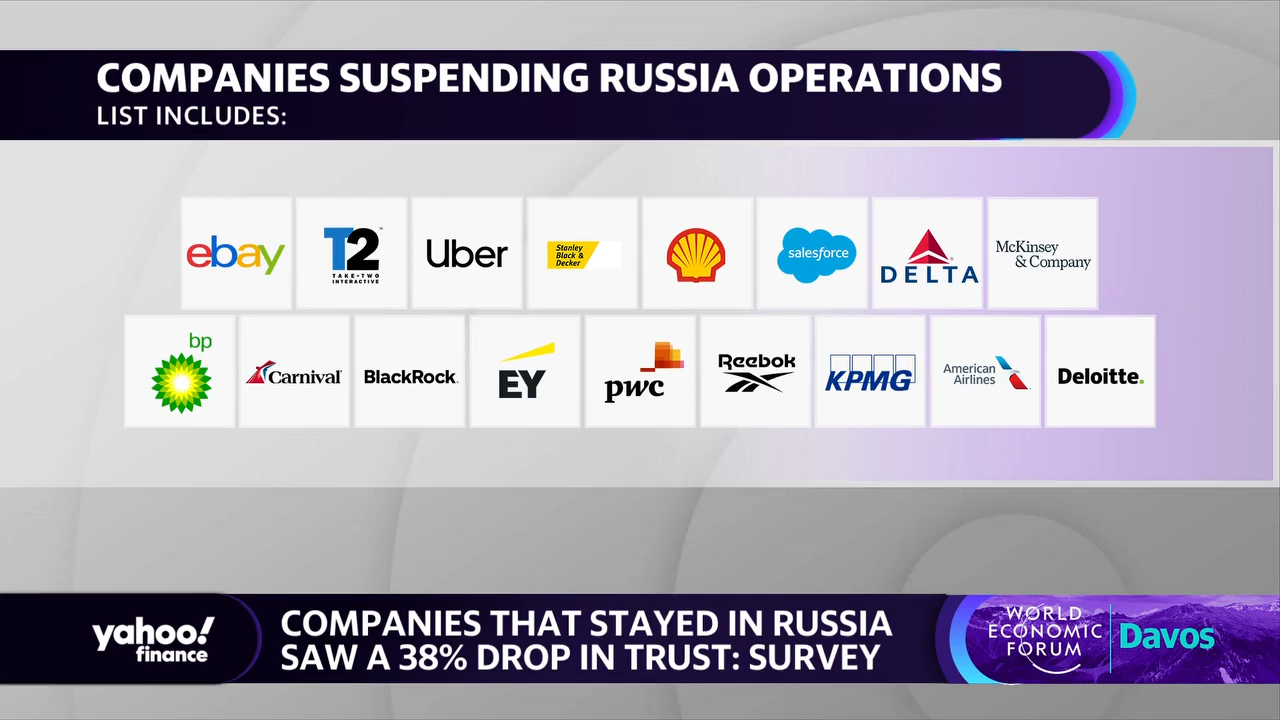 COMPANIES SUSPENDING RUSSIA OPERATIONS
LIST INCLUDES:
ebay
T2
TAKE-TWO
INTERACTIVE
Uber
Stanley
Black &
Decker
salesforce
DELTA
McKinsey
& Company
bp
Carnival
BlackRock
EY
pwc
Reebok
KPMG
American
Airlines
Deloitte.
yahoo!
finance
COMPANIES THAT STAYED IN RUSSIA
SAW A 38% DROP IN TRUST: SURVEY
WORLD
ECONOMIC
FORUM
Davos